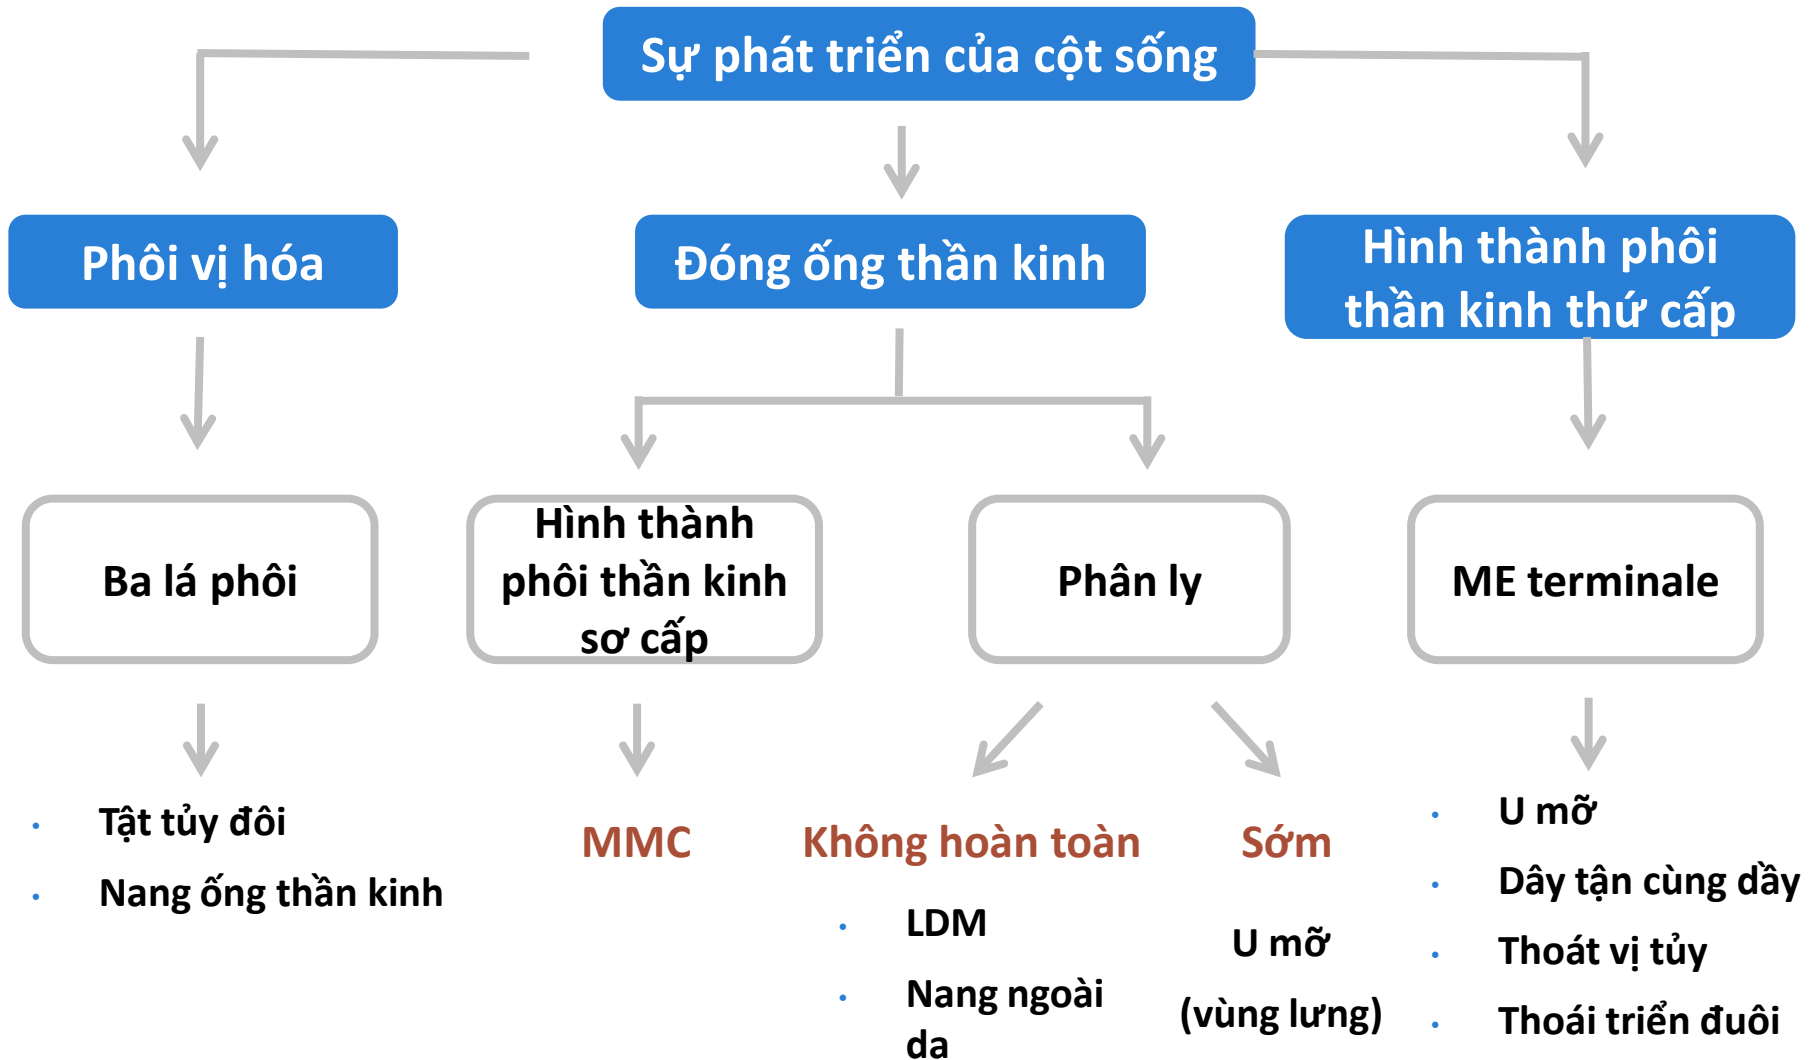 Sự phát triển của cột sống
Phôi vị hóa
Đóng ống thần kinh
Hình thành phôi
thần kinh thứ cấp
Ba lá phôi
Hình thành
phôi thần kinh
sơ cấp
Phân ly
ME terminale
• Tật tủy đôi
• Nang ống thần kinh
MMC
Không hoàn toàn
• LDM
• Nang ngoài
da
Sớm
U mỡ
(vùng lưng)
• U mỡ
• Dây tận cùng dầy
• Thoát vị tủy
• Thoái triển đuôi